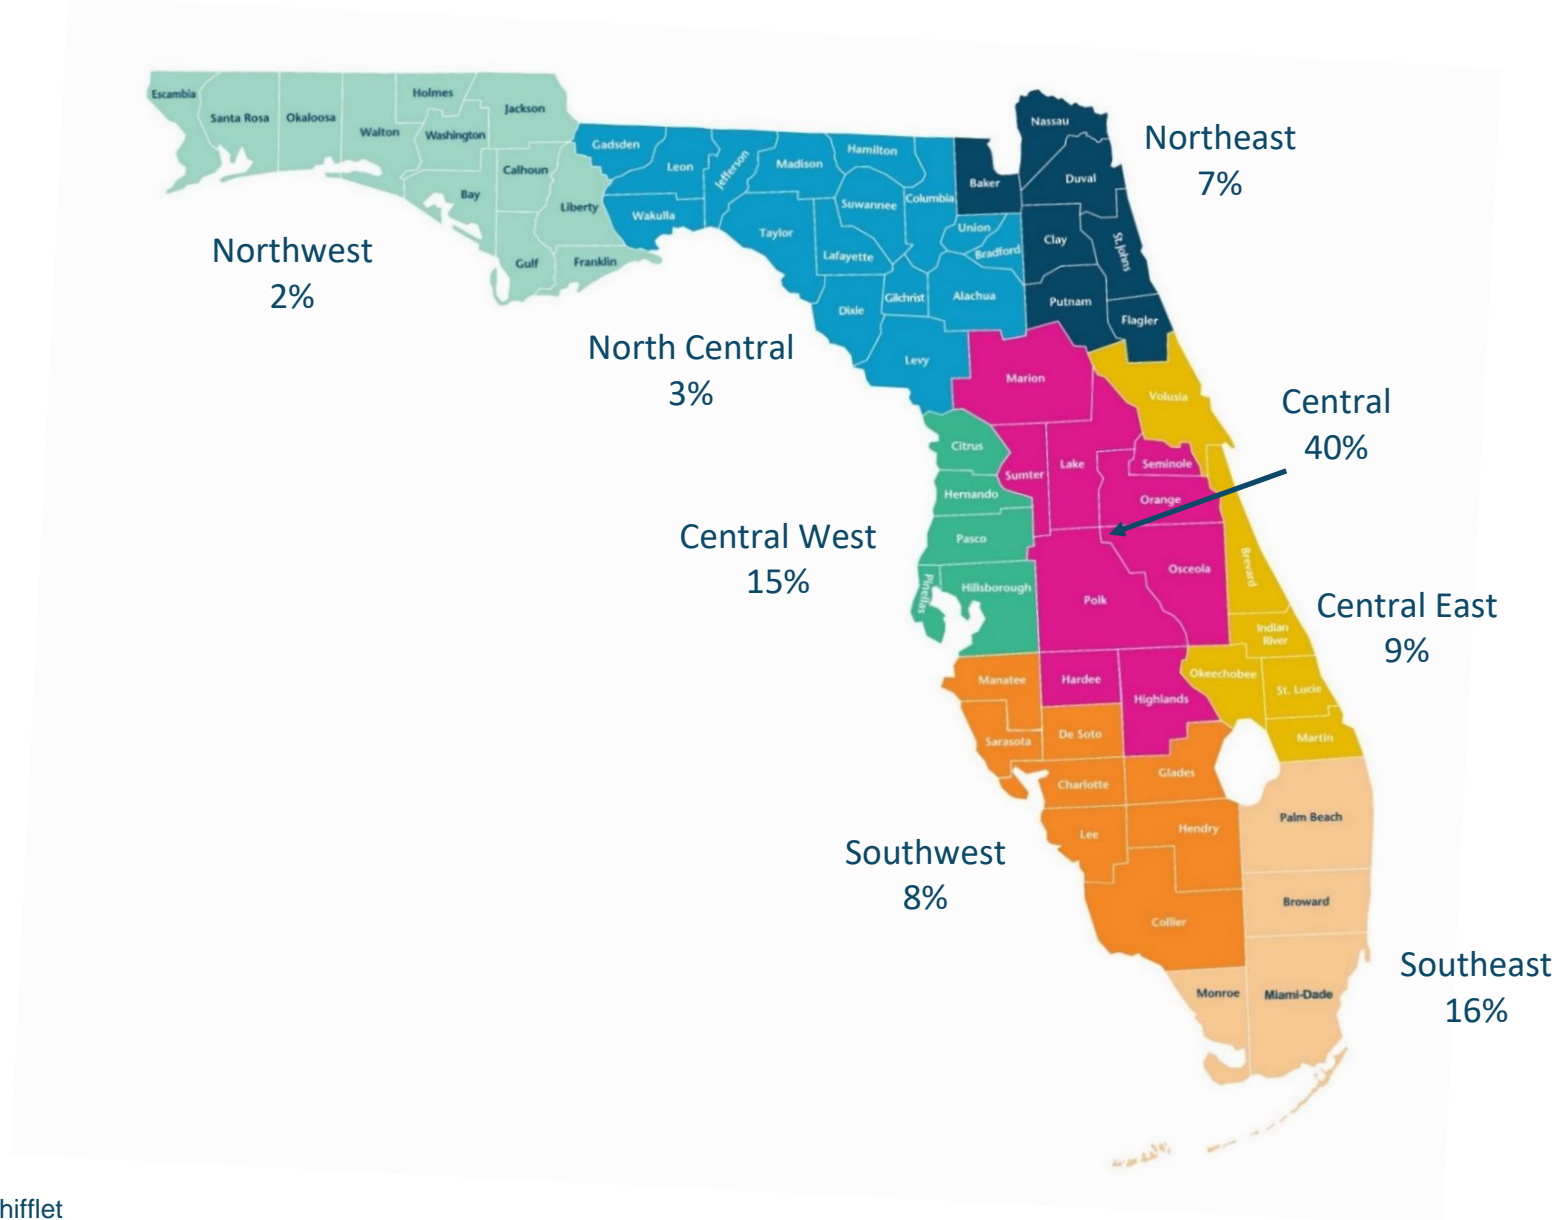 Escambia
Santa Rosa
Okaloosa
Walton
Holmes
Washington
Jackson
Calhoun
Bay
Liberty
Gulf
Franklin
Northwest
2%
Gadsden
Leon
Jefferson
Madison
Hamilton
Wakulla
Taylor
Suwannee
Columbia
Lafayette
Union
Bradford
Dixie
Gilchrist
Alachua
Levy
North Central
3%
Nassau
Baker
Duval
Clay
St. Johns
Putnam
Flagler
Northeast
7%
Marion
Sumter
Lake
Seminole
Orange
Osceola
Polk
Hardee
Highlands
Central
40%
Citrus
Hernando
Pasco
Pinellas
Hillsborough
Central West
15%
Volusia
Brevard
Indian
River
Okeechobee
St. Lucie
Martin
Central East
9%
Manatee
Sarasota
De Soto
Charlotte
Glades
Lee
Hendry
Collier
Southwest
8%
Palm Beach
Broward
Monroe
Miami-Dade
Southeast
16%
hifflet